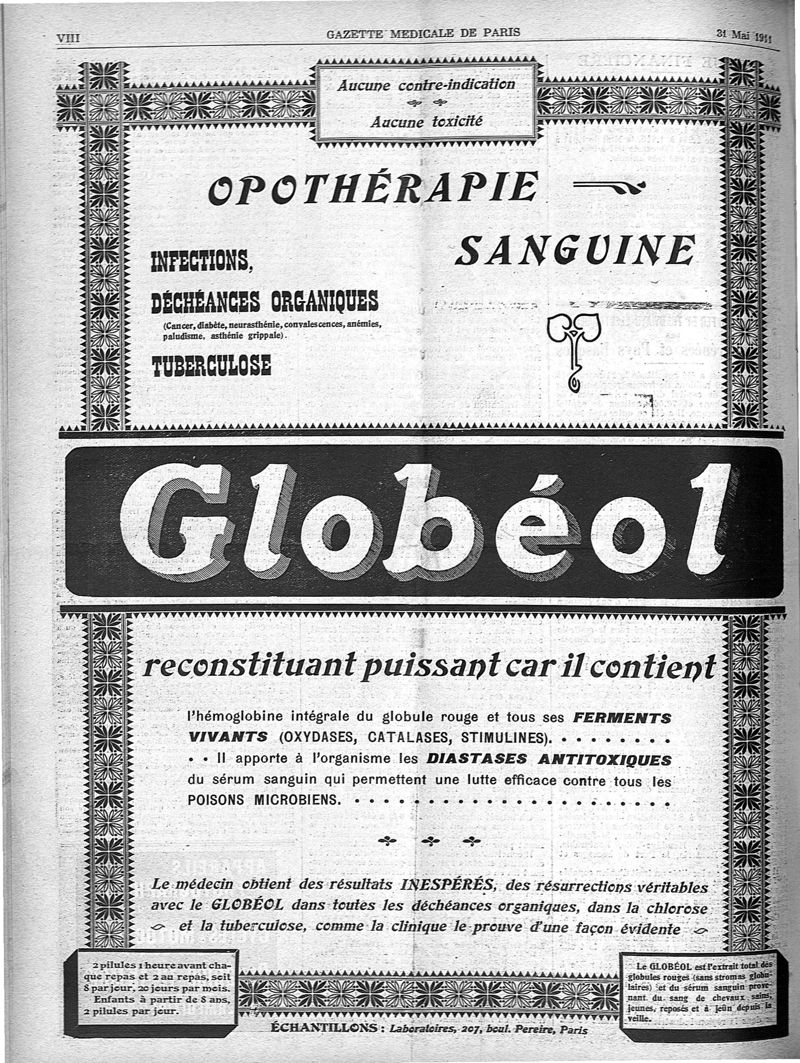 VIII
GAZETTE MEDICALE DE PARIS
31 Mai 1911
Aucune contre-indication
Aucune toxicité
OPOTHÉRAPIE
SANGUINE
INFECTIONS,
DÉCHÉANCES ORGANIQUES
(Cancer, diabète, neurasthénie, convalescences, anémies,
paludisme, asthénie grippale).
TUBERCULOSE
Globéol
reconstituant puissant car il contient
l'hémoglobine intégrale du globule rouge et tous ses FERMENTS
VIVANTS (OXYDASES, CATALASES, STIMULINES). . . . . . . . .
. . Il apporte à l'organisme les DIASTASES ANTITOXIQUES
du sérum sanguin qui permettent une lutte efficace contre tous les
POISONS MICROBIENS. . . . . . . . . . . . . . . . . . . . . . .
Le médecin obtient des résultats INESPÉRÉS, des résurrections véritables
avec le GLOBÉOL dans toutes les déchéances organiques, dans la chlorose
et la tuberculose, comme la clinique le prouve d'une façon évidente
2 pilules 1 heure avant cha-
que repas et 2 au repas, soit
8 par jour, 20 jours par mois.
Enfants à partir de 8 ans,
2 pilules par jour.
Le GLOBÉOL est l'extrait total des
globules rouges (sans stromas globu-
laires) et du sérum sanguin prove-
nant du sang de chevaux sains,
jeunes, reposés et à jeûn depuis la
veille.
ÉCHANTILLONS : Laboratoires, 207, boul. Pereire, Paris